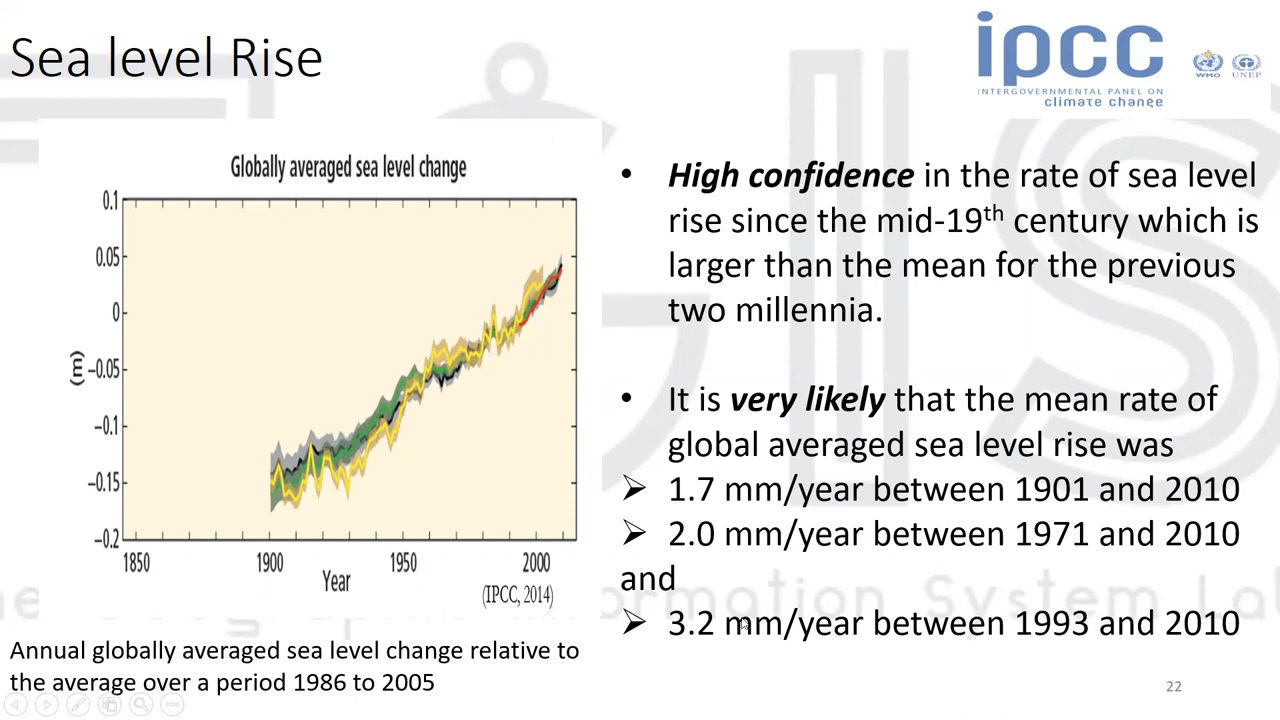 Sea level Rise
ipcc
INTERGOVERNMENTAL PANEL ON
climate change
WMO
UNEP
Globally averaged sea level change
0.1
0.05
0
−0.05
−0.1
−0.15
−0.2
(m)
1850 1900 1950 2000
Year
(IPCC, 2014)
Annual globally averaged sea level change relative to
the average over a period 1986 to 2005
• High confidence in the rate of sea level
rise since the mid-19th century which is
larger than the mean for the previous
two millennia.
• It is very likely that the mean rate of
global averaged sea level rise was
➢ 1.7 mm/year between 1901 and 2010
➢ 2.0 mm/year between 1971 and 2010
and
➢ 3.2 mm/year between 1993 and 2010
22